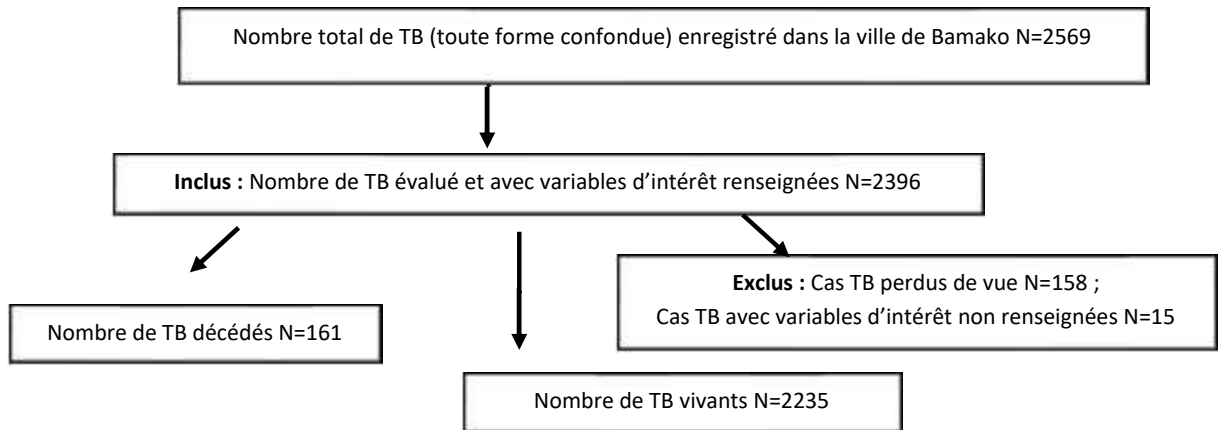 Nombre total de TB (toute forme confondue) enregistré dans la ville de Bamako N=2569
Inclus : Nombre de TB évalué et avec variables d’intérêt renseignées N=2396
Exclus : Cas TB perdus de vue N=158 ;
Cas TB avec variables d’intérêt non renseignées N=15
Nombre de TB décédés N=161
Nombre de TB vivants N=2235